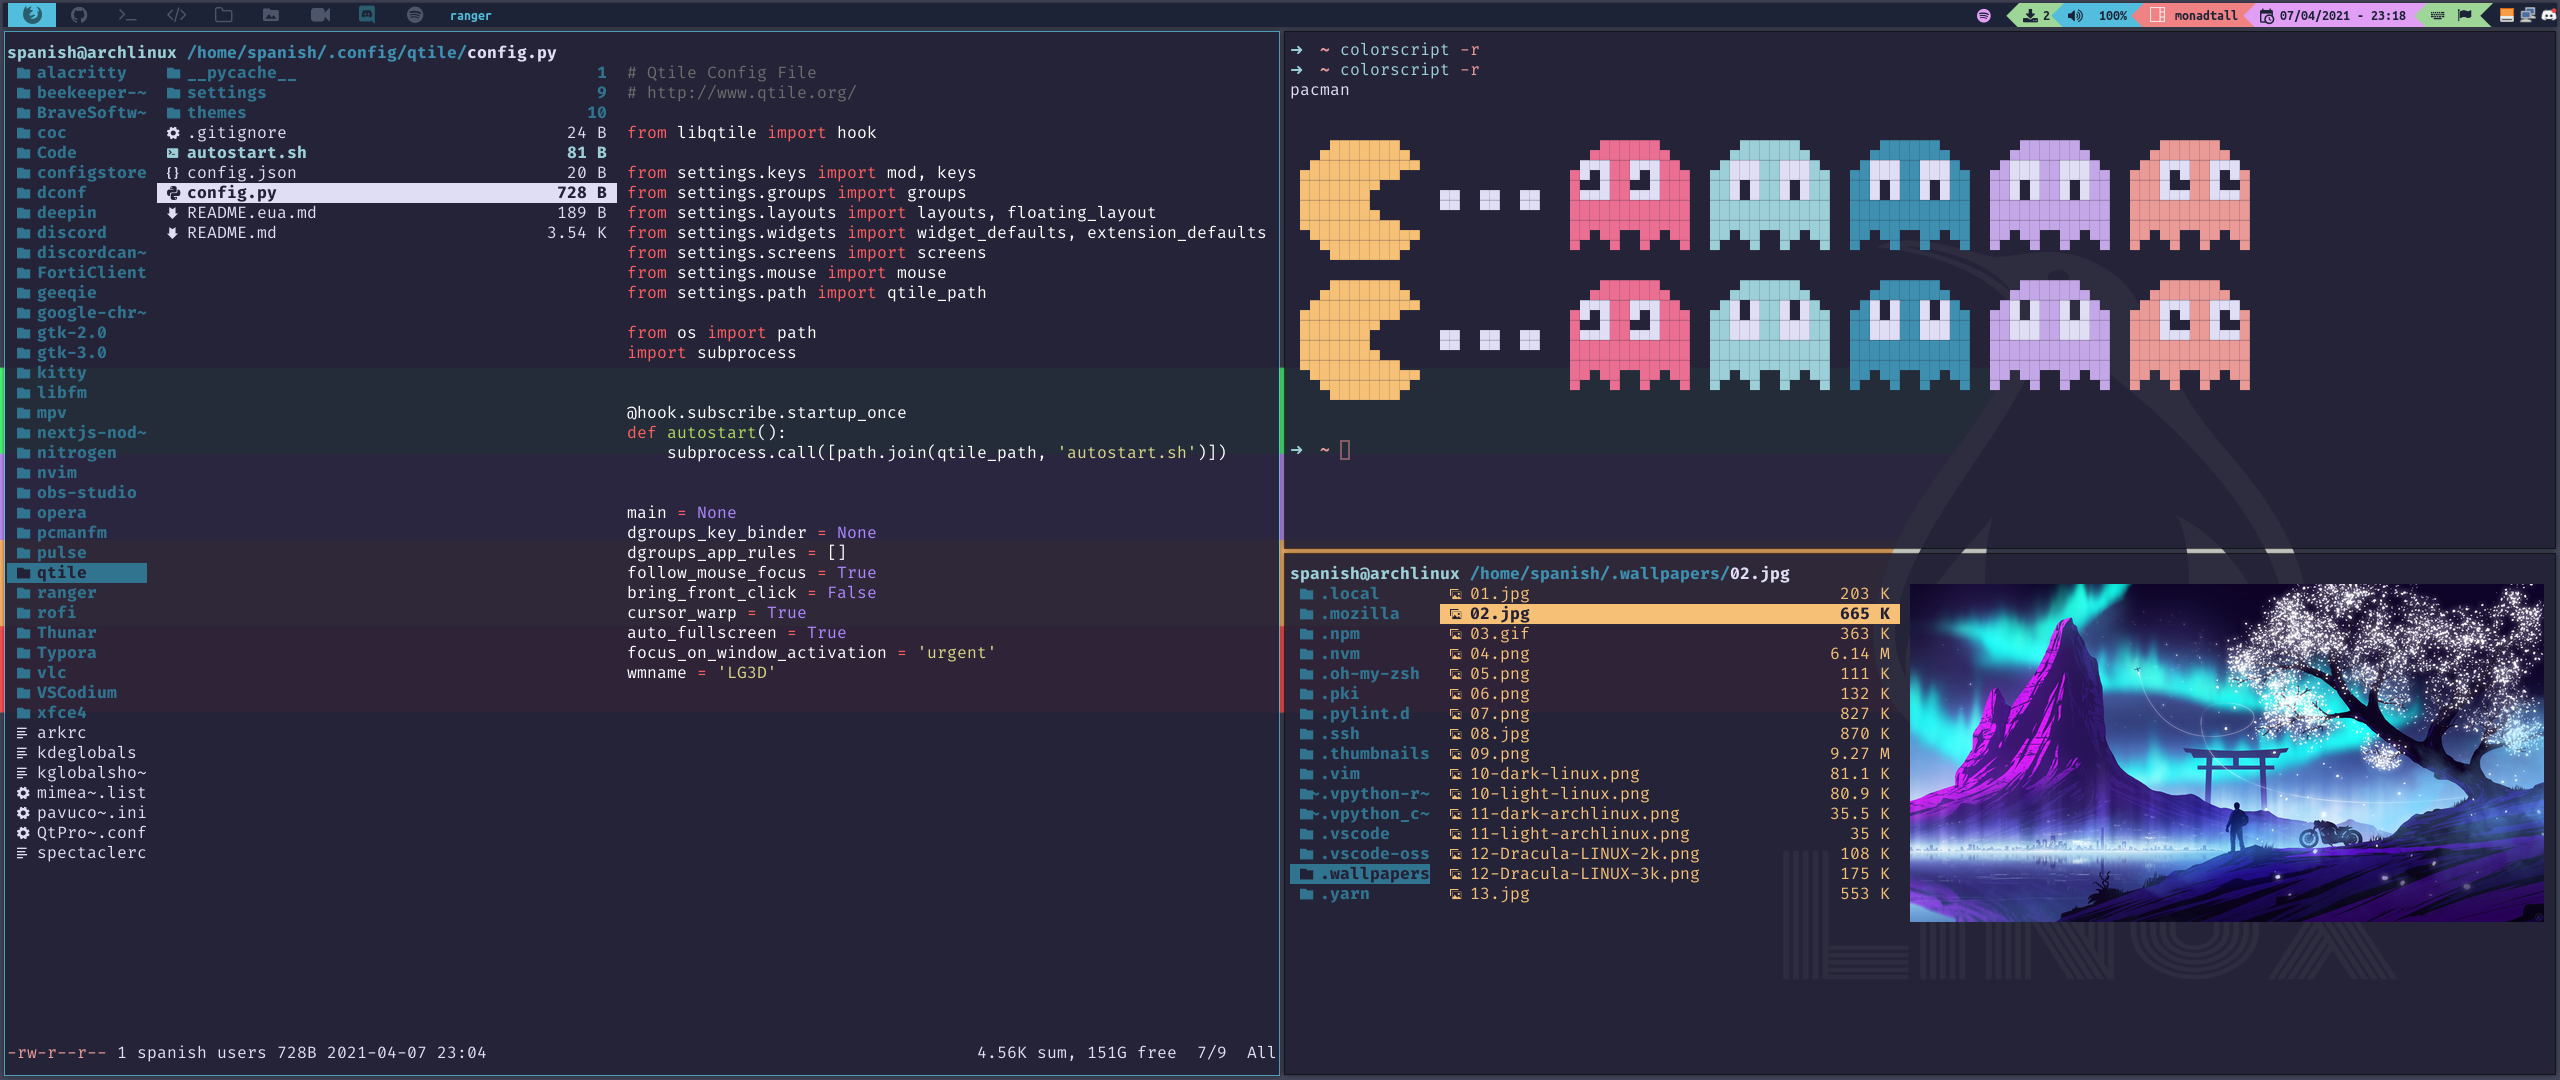 ranger
2
100%
monadtall
07/04/2021 - 23:18
spanish@archlinux /home/spanish/.config/qtile/config.py
alacritty
beekeeper-~
BraveSoftw~
coc
Code
configstore
dconf
deepin
discord
discordcan~
FortiClient
geeqie
google-chr~
gtk-2.0
gtk-3.0
kitty
libfm
mpv
nextjs-nod~
nitrogen
nvim
obs-studio
opera
pcmanfm
pulse
qtile
ranger
rofi
Thunar
Typora
vlc
VSCodium
xfce4
arkrc
kdeglobals
kglobalsho~
mimea~.list
pavuco~.ini
QtPro~.conf
spectaclerc
__pycache__ 1
settings 9
themes 10
.gitignore 24 B
autostart.sh 81 B
config.json 20 B
config.py 728 B
README.eua.md 189 B
README.md 3.54 K
# Qtile Config File
# http://www.qtile.org/
from libqtile import hook
from settings.keys import mod, keys
from settings.groups import groups
from settings.layouts import layouts, floating_layout
from settings.widgets import widget_defaults, extension_defaults
from settings.screens import screens
from settings.mouse import mouse
from settings.path import qtile_path
from os import path
import subprocess
@hook.subscribe.startup_once
def autostart():
    subprocess.call([path.join(qtile_path, 'autostart.sh')])
main = None
dgroups_key_binder = None
dgroups_app_rules = []
follow_mouse_focus = True
bring_front_click = False
cursor_warp = True
auto_fullscreen = True
focus_on_window_activation = 'urgent'
wmname = 'LG3D'
-rw-r--r-- 1 spanish users 728B 2021-04-07 23:04
4.56K sum, 151G free 7/9 All
➜ ~ colorscript -r
➜ ~ colorscript -r
pacman
➜ ~
spanish@archlinux /home/spanish/.wallpapers/02.jpg
.local
.mozilla
.npm
.nvm
.oh-my-zsh
.pki
.pylint.d
.ssh
.thumbnails
.vim
~.vpython-r~
~.vpython_c~
.vscode
.vscode-oss
.wallpapers
.yarn
01.jpg 203 K
02.jpg 665 K
03.gif 363 K
04.png 6.14 M
05.png 111 K
06.png 132 K
07.png 827 K
08.jpg 870 K
09.png 9.27 M
10-dark-linux.png 81.1 K
10-light-linux.png 80.9 K
11-dark-archlinux.png 35.5 K
11-light-archlinux.png 35 K
12-Dracula-LINUX-2k.png 108 K
12-Dracula-LINUX-3k.png 175 K
13.jpg 553 K
LINUX